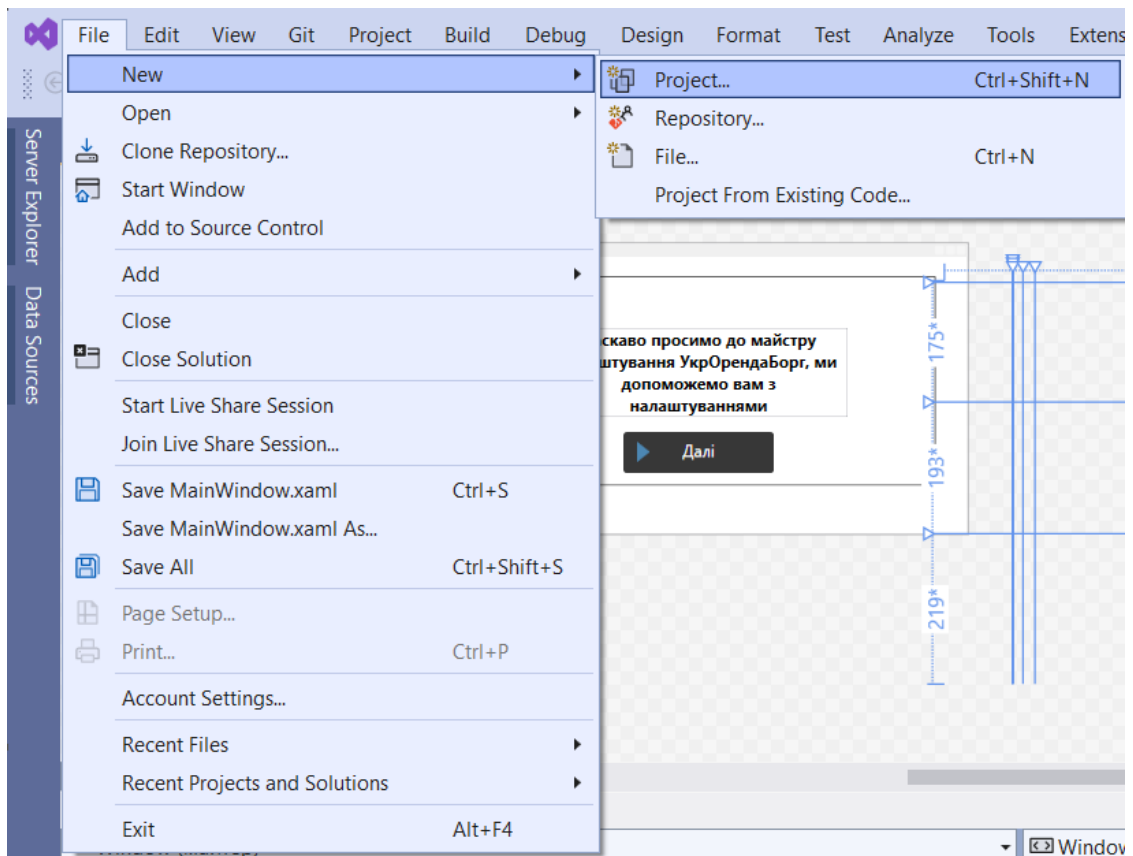 File Edit View Git Project Build Debug Design Format Test Analyze Tools
New
Project... Ctrl+Shift+N
Open
Repository...
Clone Repository...
File... Ctrl+N
Start Window
Project From Existing Code...
Add to Source Control
Add
Close
Close Solution
Start Live Share Session
Join Live Share Session...
Save MainWindow.xaml Ctrl+S
Save MainWindow.xaml As...
Save All Ctrl+Shift+S
Page Setup...
Print... Ctrl+P
Account Settings...
Recent Files
Recent Projects and Solutions
Exit Alt+F4
Server Explorer
Data Sources
просимо до майстру
УкрОрендаБорг, ми
допоможемо вам з
налаштуваннями
Далі
175*
193*
219*
Window